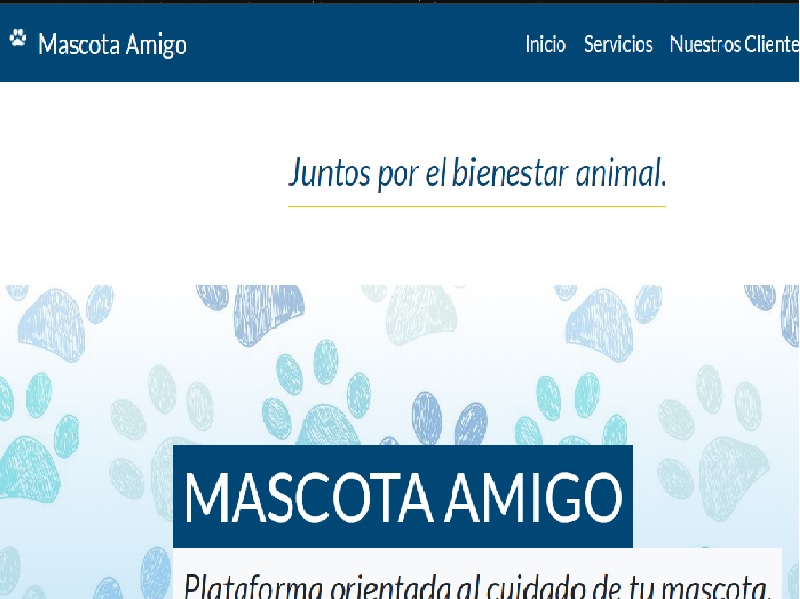 Mascota Amigo
Inicio Servicios Nuestros Cliente
Juntos por el bienestar animal.
MASCOTA AMIGO
Plataforma orientada al cuidado de tu mascota.